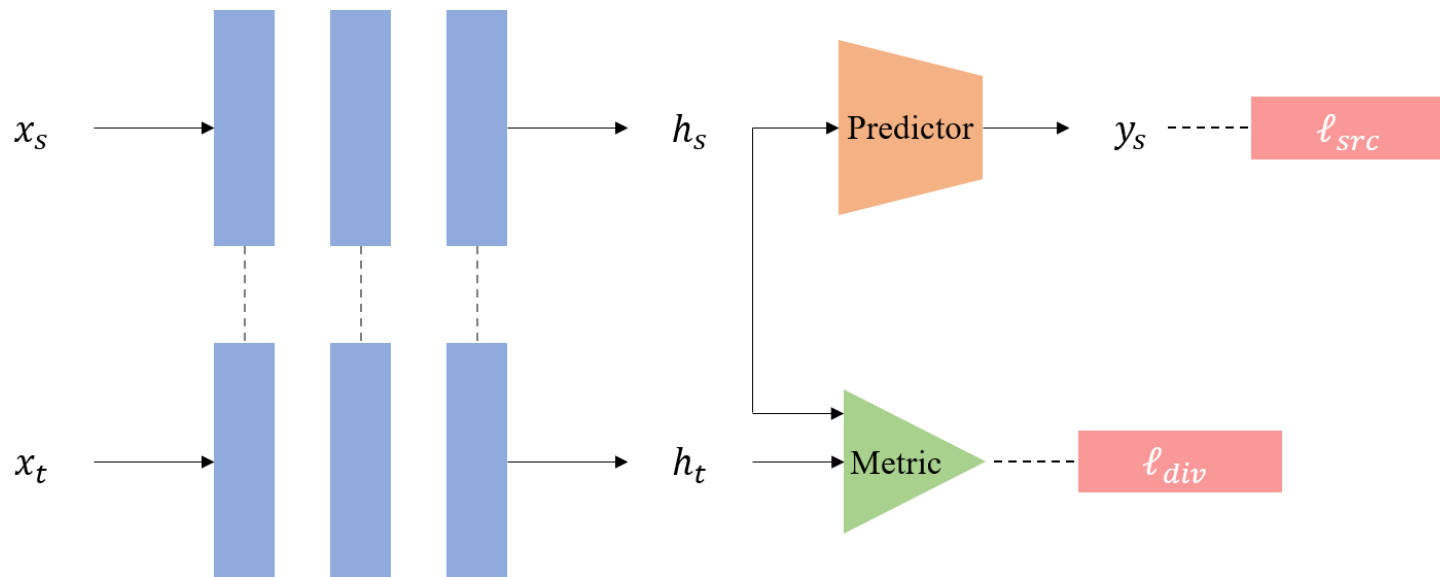 x_s h_s Predictor y_s ℓ_src
x_t h_t Metric ℓ_div